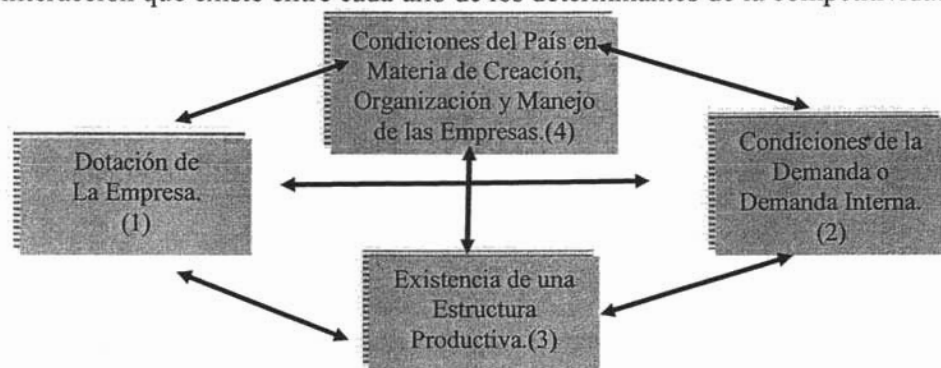 interacción que existe entre cada uno de los determinantes de la competitividad
Condiciones del País en
Materia de Creación,
Organización y Manejo
de las Empresas.(4)
Dotación de
La Empresa.
(1)
Condiciones de la
Demanda o
Demanda Interna.
(2)
Existencia de una
Estructura
Productiva.(3)